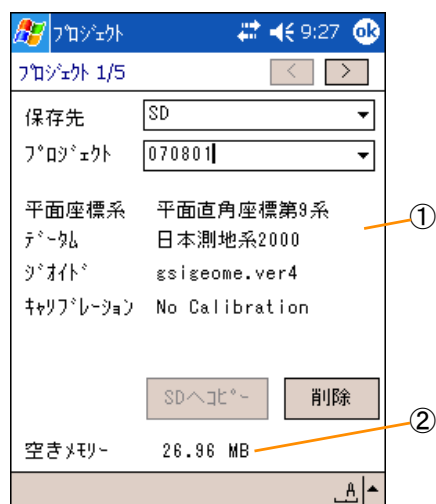 ﾌﾟﾛｼﾞｪｸﾄ 9:27 ok
ﾌﾟﾛｼﾞｪｸﾄ 1/5 < >
保存先 SD
ﾌﾟﾛｼﾞｪｸﾄ 070801
平面座標系 平面直角座標第9系
ﾃﾞｰﾀﾑ 日本測地系2000
ｼﾞｵｲﾄﾞ gsigeome.ver4
ｷｬﾘﾌﾞﾚｰｼｮﾝ No Calibration
①
SDへｺﾋﾟｰ 削除
②
空きﾒﾓﾘｰ 26.96 MB
A